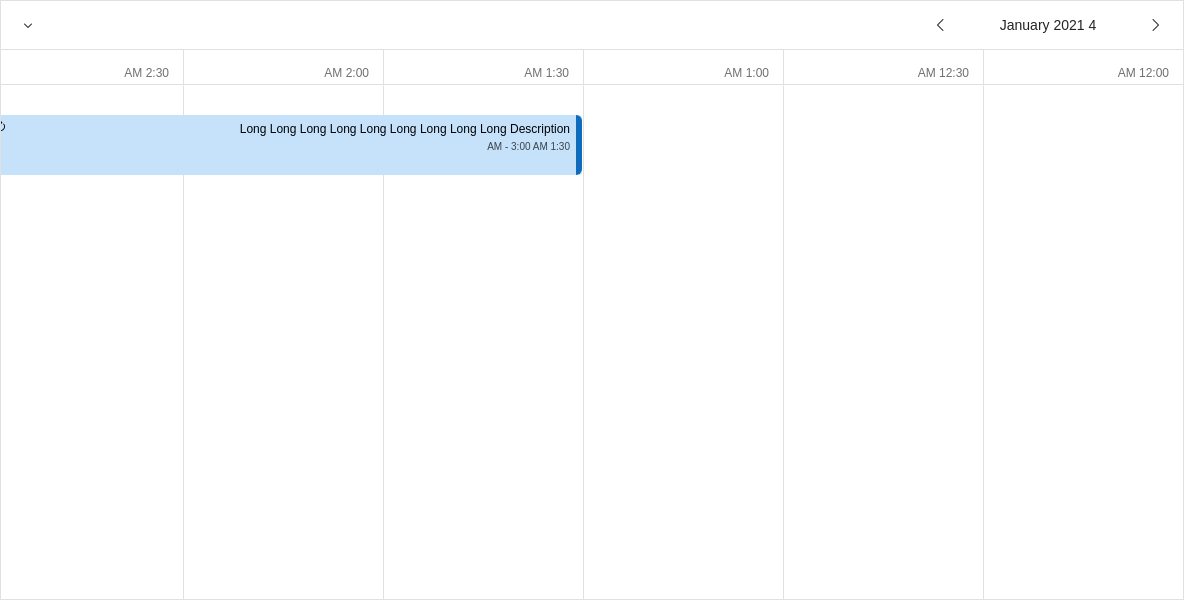 January 2021 4
AM 12:00
AM 12:30
AM 1:00
AM 1:30
AM 2:00
AM 2:30
Long Long Long Long Long Long Long Long Long Description
AM - 3:00 AM 1:30